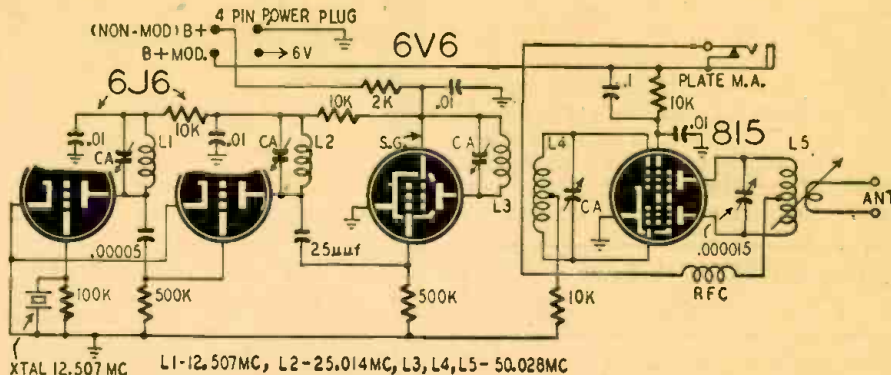 4 PIN POWER PLUG
(NON-MOD) B+
B+MOD.
6V
6V6
PLATE M.A.
6J6
10K
2K
.01
.1
10K
.01
815
.01
CA
L1
.01
CA
L2
10K
S.G.
CA
L3
L4
CA
L5
ANT
.000015
.00005
25μμf
RFC
100K
500K
500K
10K
XTAL 12.507 MC
L1-12.507MC, L2-25.014MC, L3, L4, L5- 50.028MC